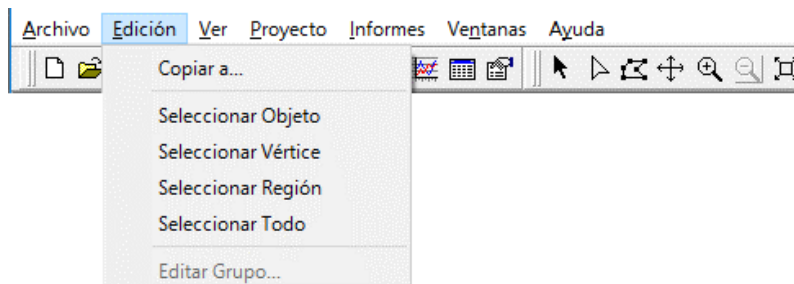 Archivo Edición Ver Proyecto Informes Ventanas Ayuda
Copiar a...
Seleccionar Objeto
Seleccionar Vértice
Seleccionar Región
Seleccionar Todo
Editar Grupo...